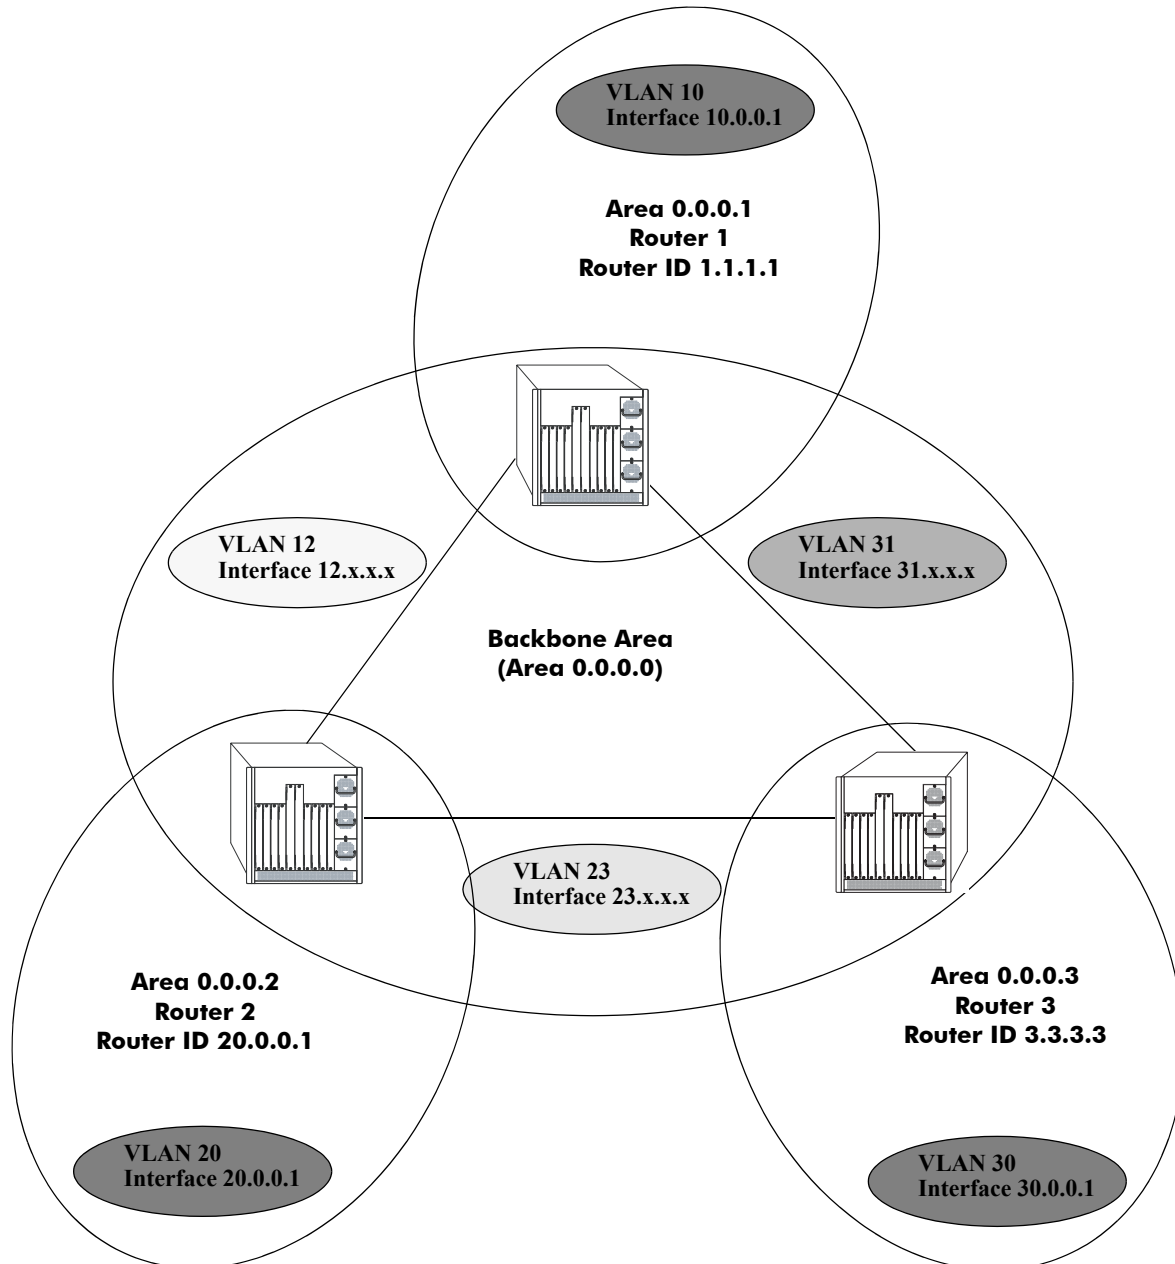 VLAN 10
Interface 10.0.0.1
Area 0.0.0.1
Router 1
Router ID 1.1.1.1
VLAN 12
Interface 12.x.x.x
VLAN 31
Interface 31.x.x.x
Backbone Area
(Area 0.0.0.0)
VLAN 23
Interface 23.x.x.x
Area 0.0.0.2
Router 2
Router ID 20.0.0.1
Area 0.0.0.3
Router 3
Router ID 3.3.3.3
VLAN 20
Interface 20.0.0.1
VLAN 30
Interface 30.0.0.1